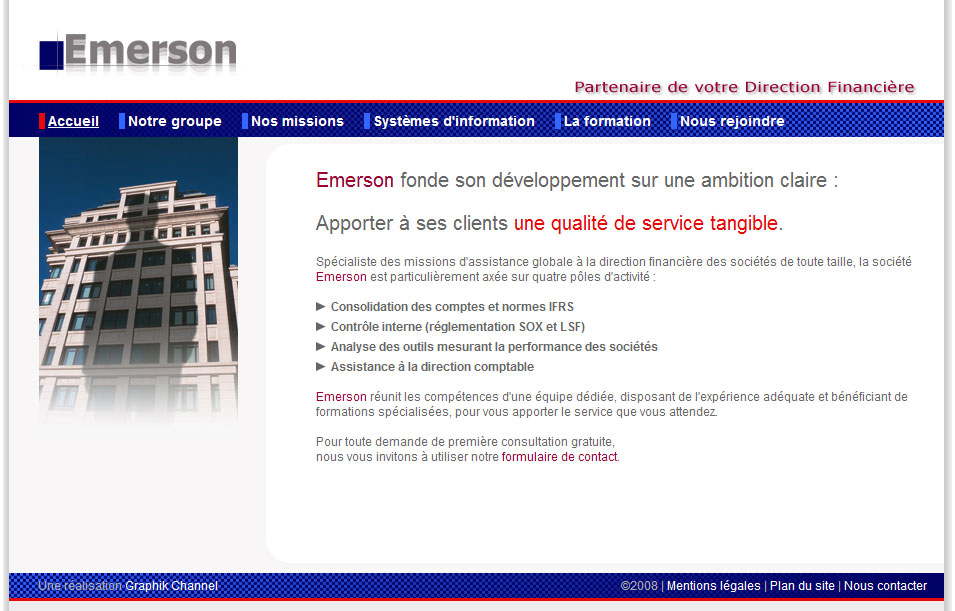 Emerson
Partenaire de votre Direction Financière
Accueil Notre groupe Nos missions Systèmes d'information La formation Nous rejoindre
Emerson fonde son développement sur une ambition claire :
Apporter à ses clients une qualité de service tangible.
Spécialiste des missions d'assistance globale à la direction financière des sociétés de toute taille, la société
Emerson est particulièrement axée sur quatre pôles d'activité :
► Consolidation des comptes et normes IFRS
► Contrôle interne (réglementation SOX et LSF)
► Analyse des outils mesurant la performance des sociétés
► Assistance à la direction comptable
Emerson réunit les compétences d'une équipe dédiée, disposant de l'expérience adéquate et bénéficiant de
formations spécialisées, pour vous apporter le service que vous attendez.
Pour toute demande de première consultation gratuite,
nous vous invitons à utiliser notre formulaire de contact.
Une réalisation Graphik Channel ©2008 | Mentions légales | Plan du site | Nous contacter